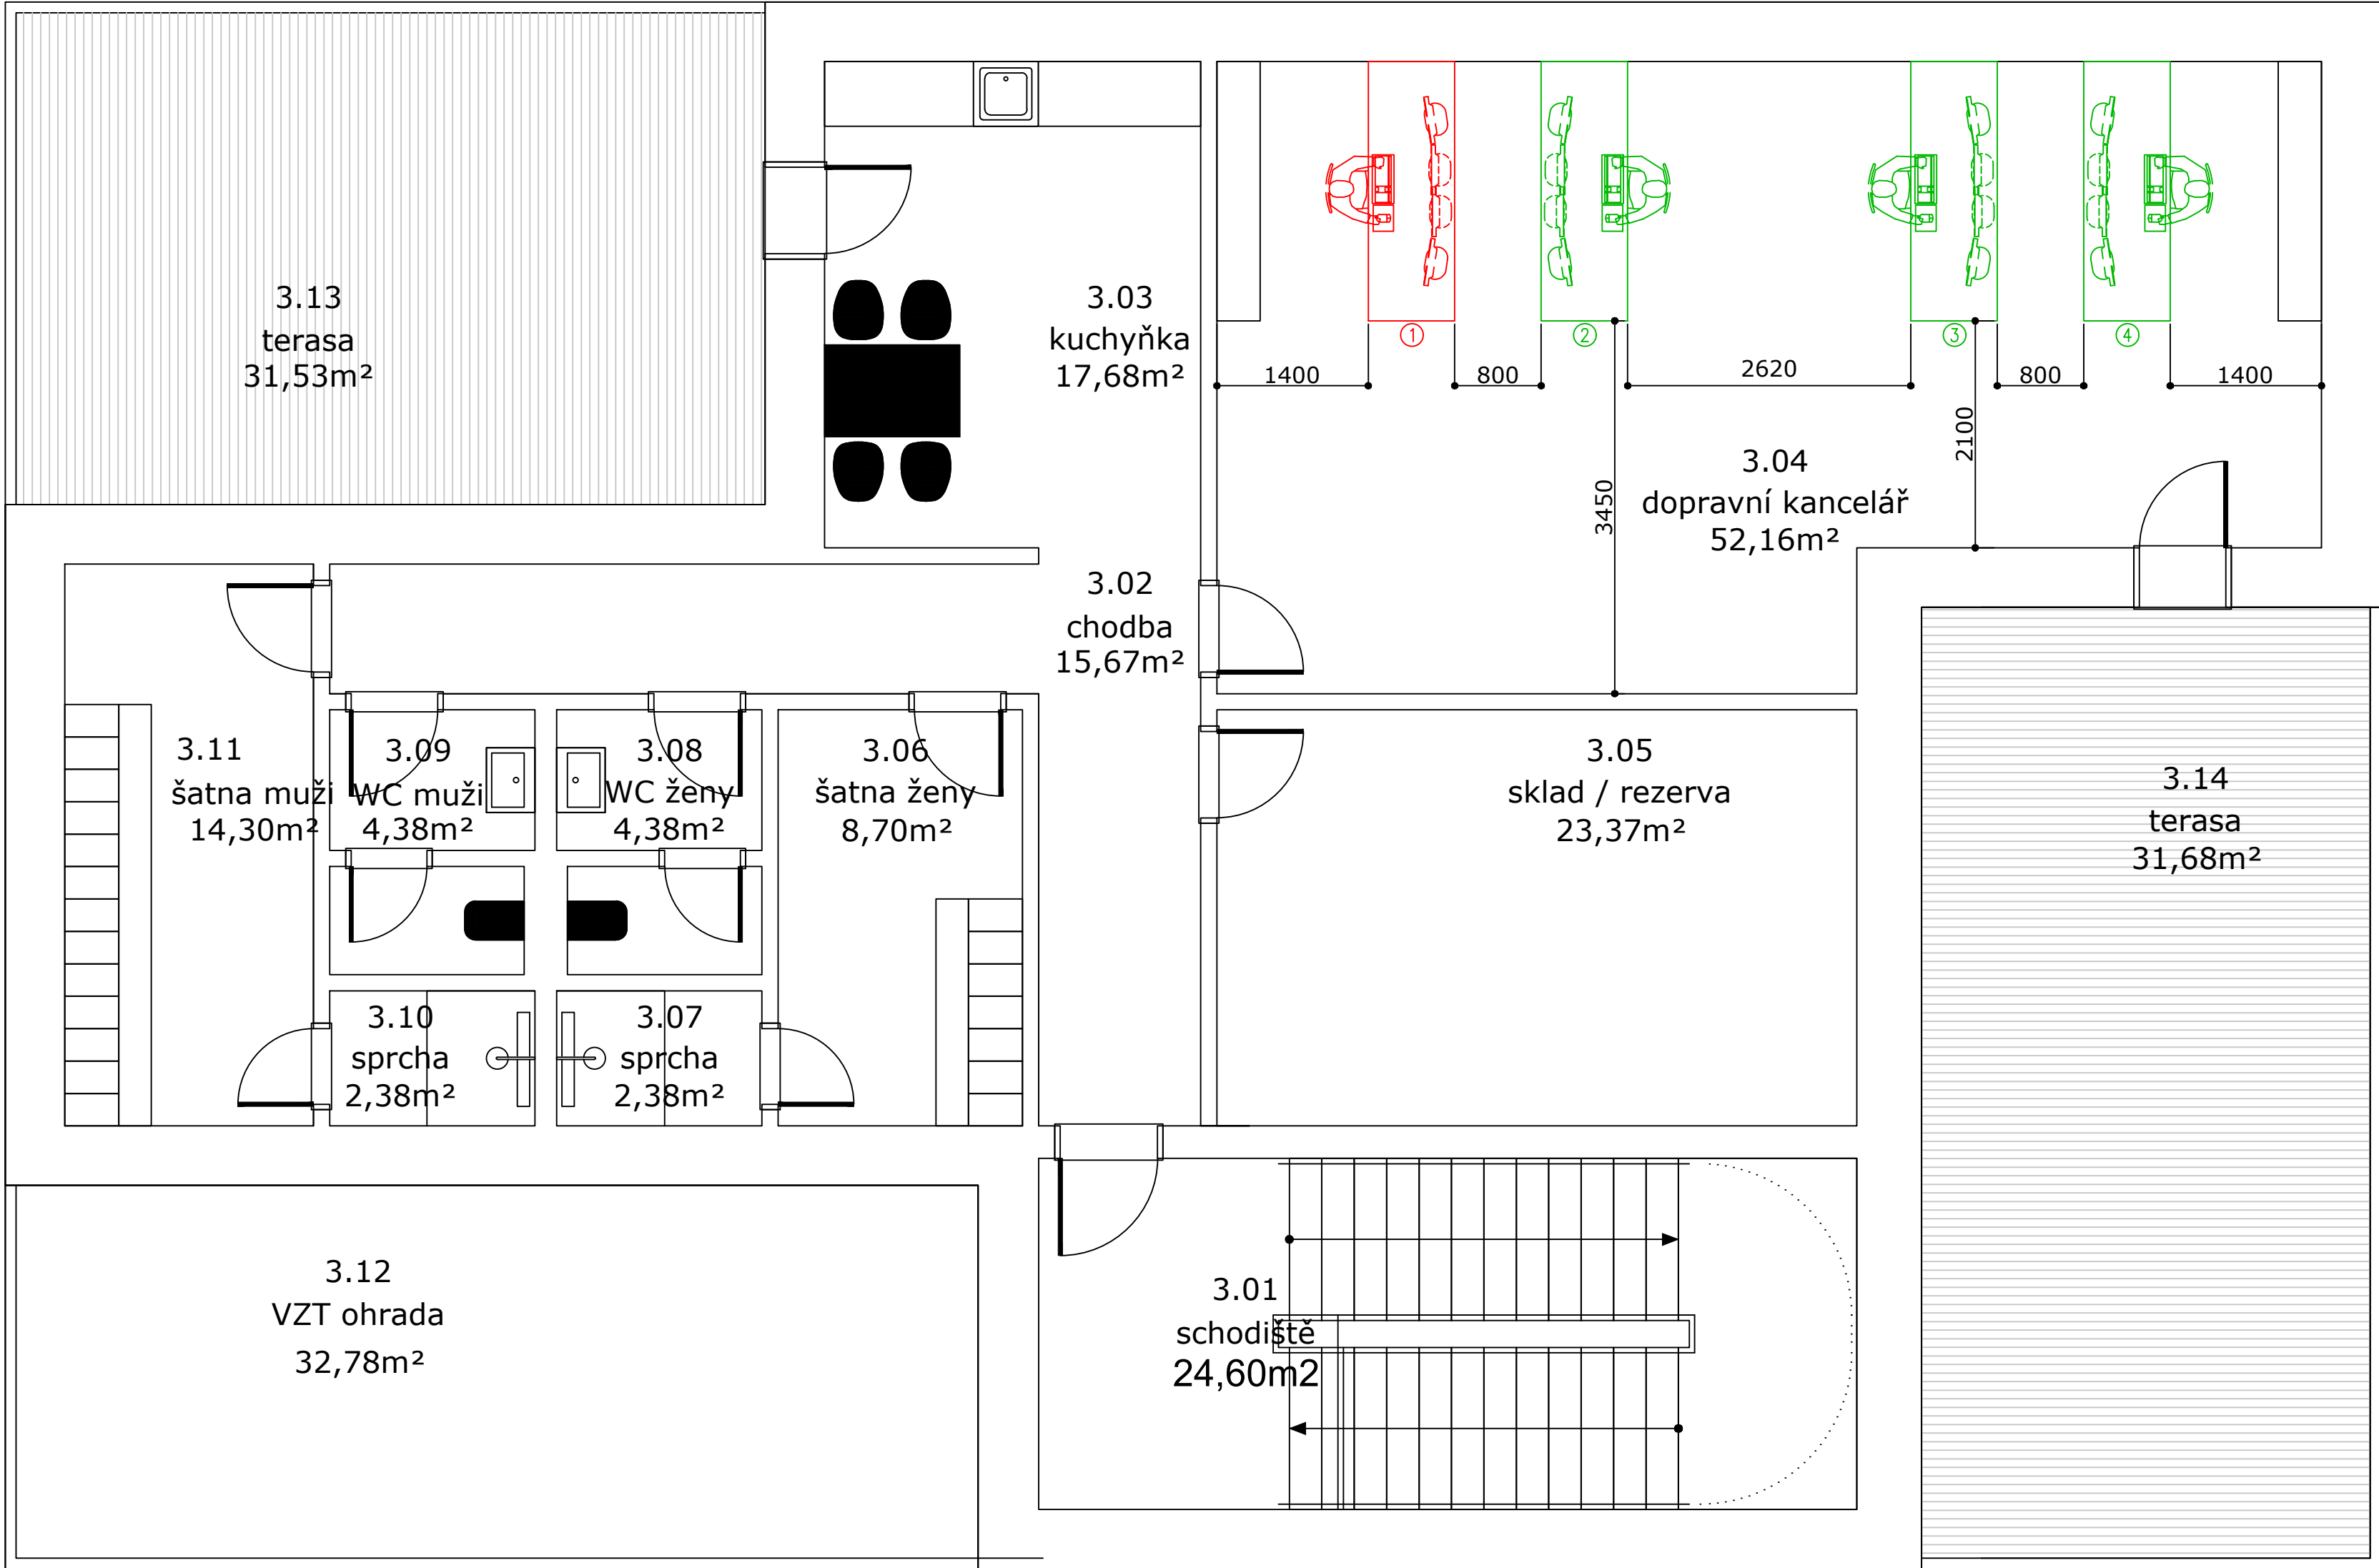 3.13
terasa
31,53m²
3.03
kuchyňka
17,68m²
1
2
3
4
1400
800
2620
800
1400
3450
2100
3.04
dopravní kancelář
52,16m²
3.02
chodba
15,67m²
3.11
šatna muži
14,30m²
3.09
WC muži
4,38m²
3.08
WC ženy
4,38m²
3.06
šatna ženy
8,70m²
3.05
sklad / rezerva
23,37m²
3.14
terasa
31,68m²
3.10
sprcha
2,38m²
3.07
sprcha
2,38m²
3.12
VZT ohrada
32,78m²
3.01
schodiště
24,60m2